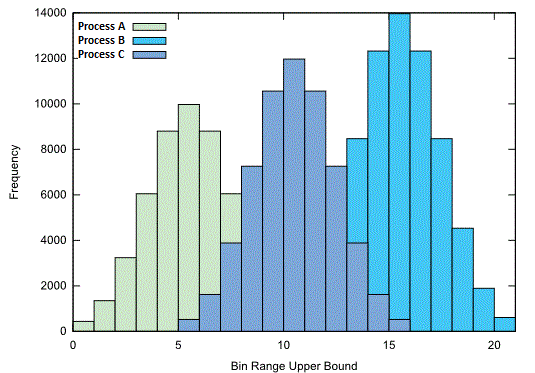 14000
Process A
Process B
Process C
12000
10000
8000
6000
4000
2000
0
Frequency
0 5 10 15 20
Bin Range Upper Bound